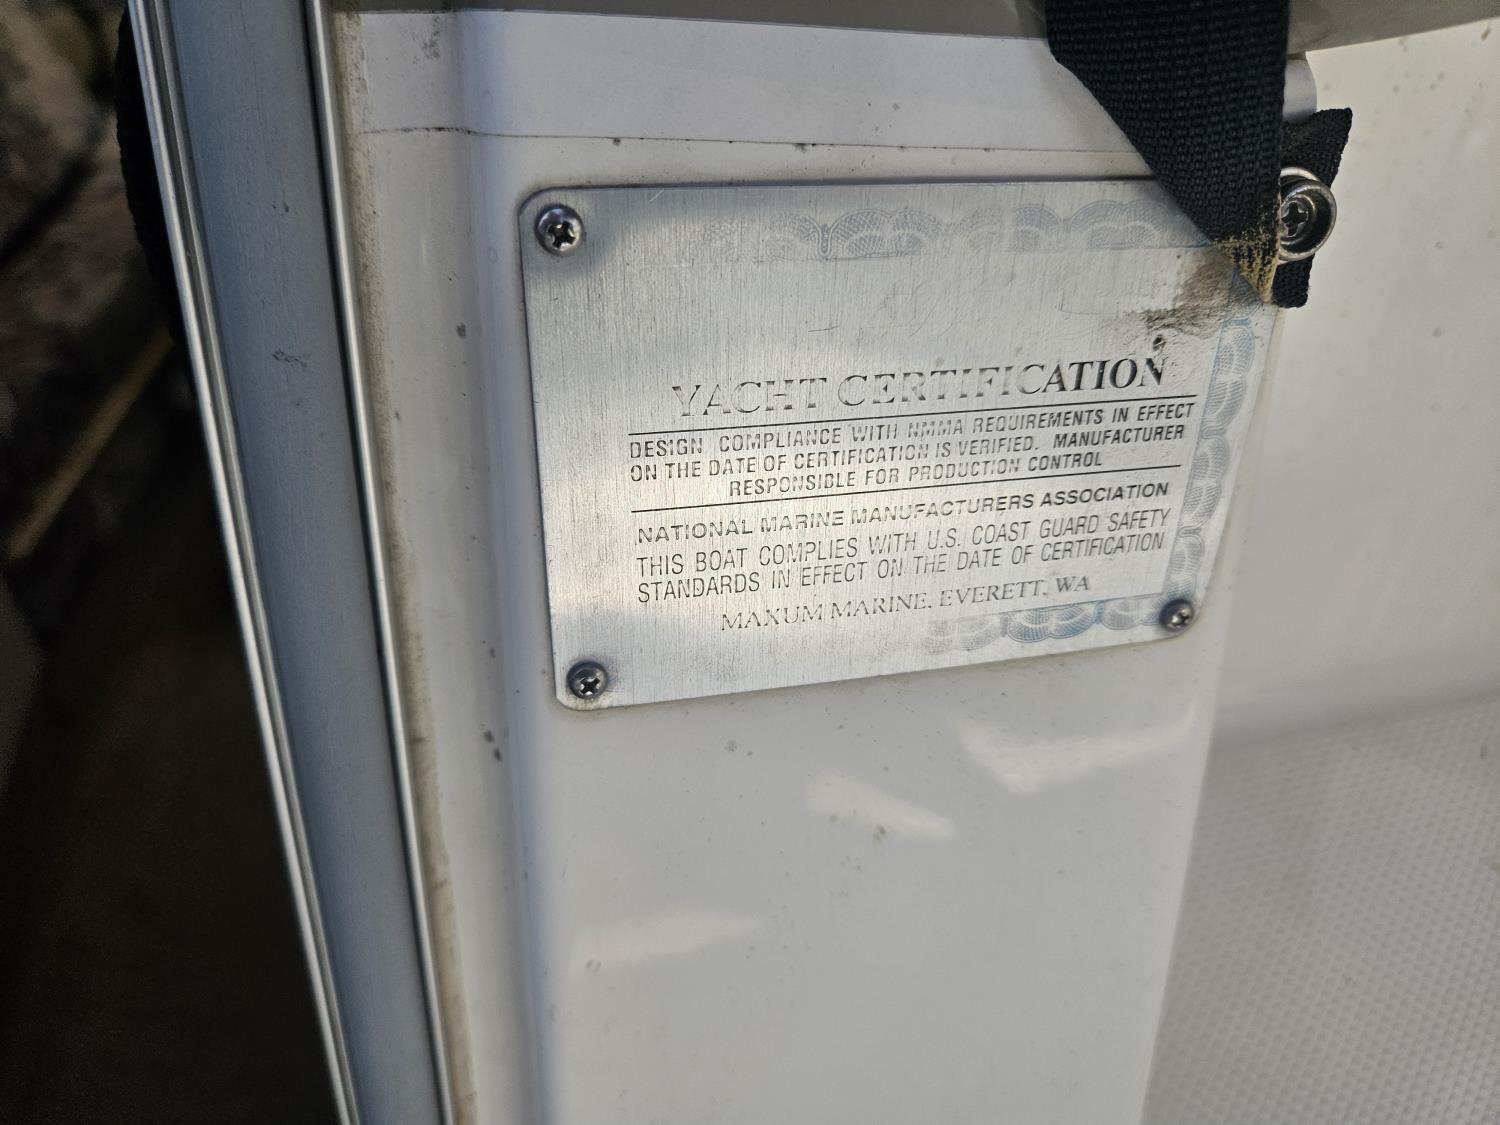 YACHT CERTIFICATION
DESIGN COMPLIANCE WITH NMMA REQUIREMENTS IN EFFECT
ON THE DATE OF CERTIFICATION IS VERIFIED. MANUFACTURER
RESPONSIBLE FOR PRODUCTION CONTROL
NATIONAL MARINE MANUFACTURERS ASSOCIATION
THIS BOAT COMPLIES WITH U.S. COAST GUARD SAFETY
STANDARDS IN EFFECT ON THE DATE OF CERTIFICATION
MAXUM MARINE, EVERETT, WA